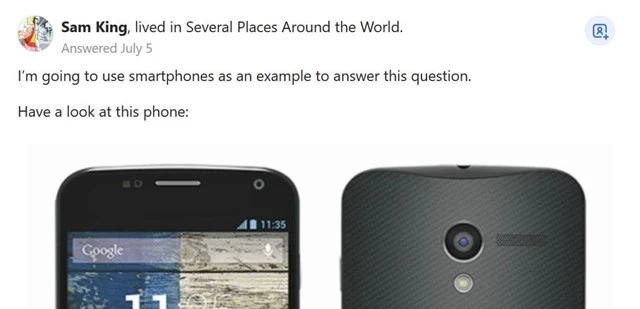 Sam King, lived in Several Places Around the World.
Answered July 5
I'm going to use smartphones as an example to answer this question.
Have a look at this phone:
11:35
Google